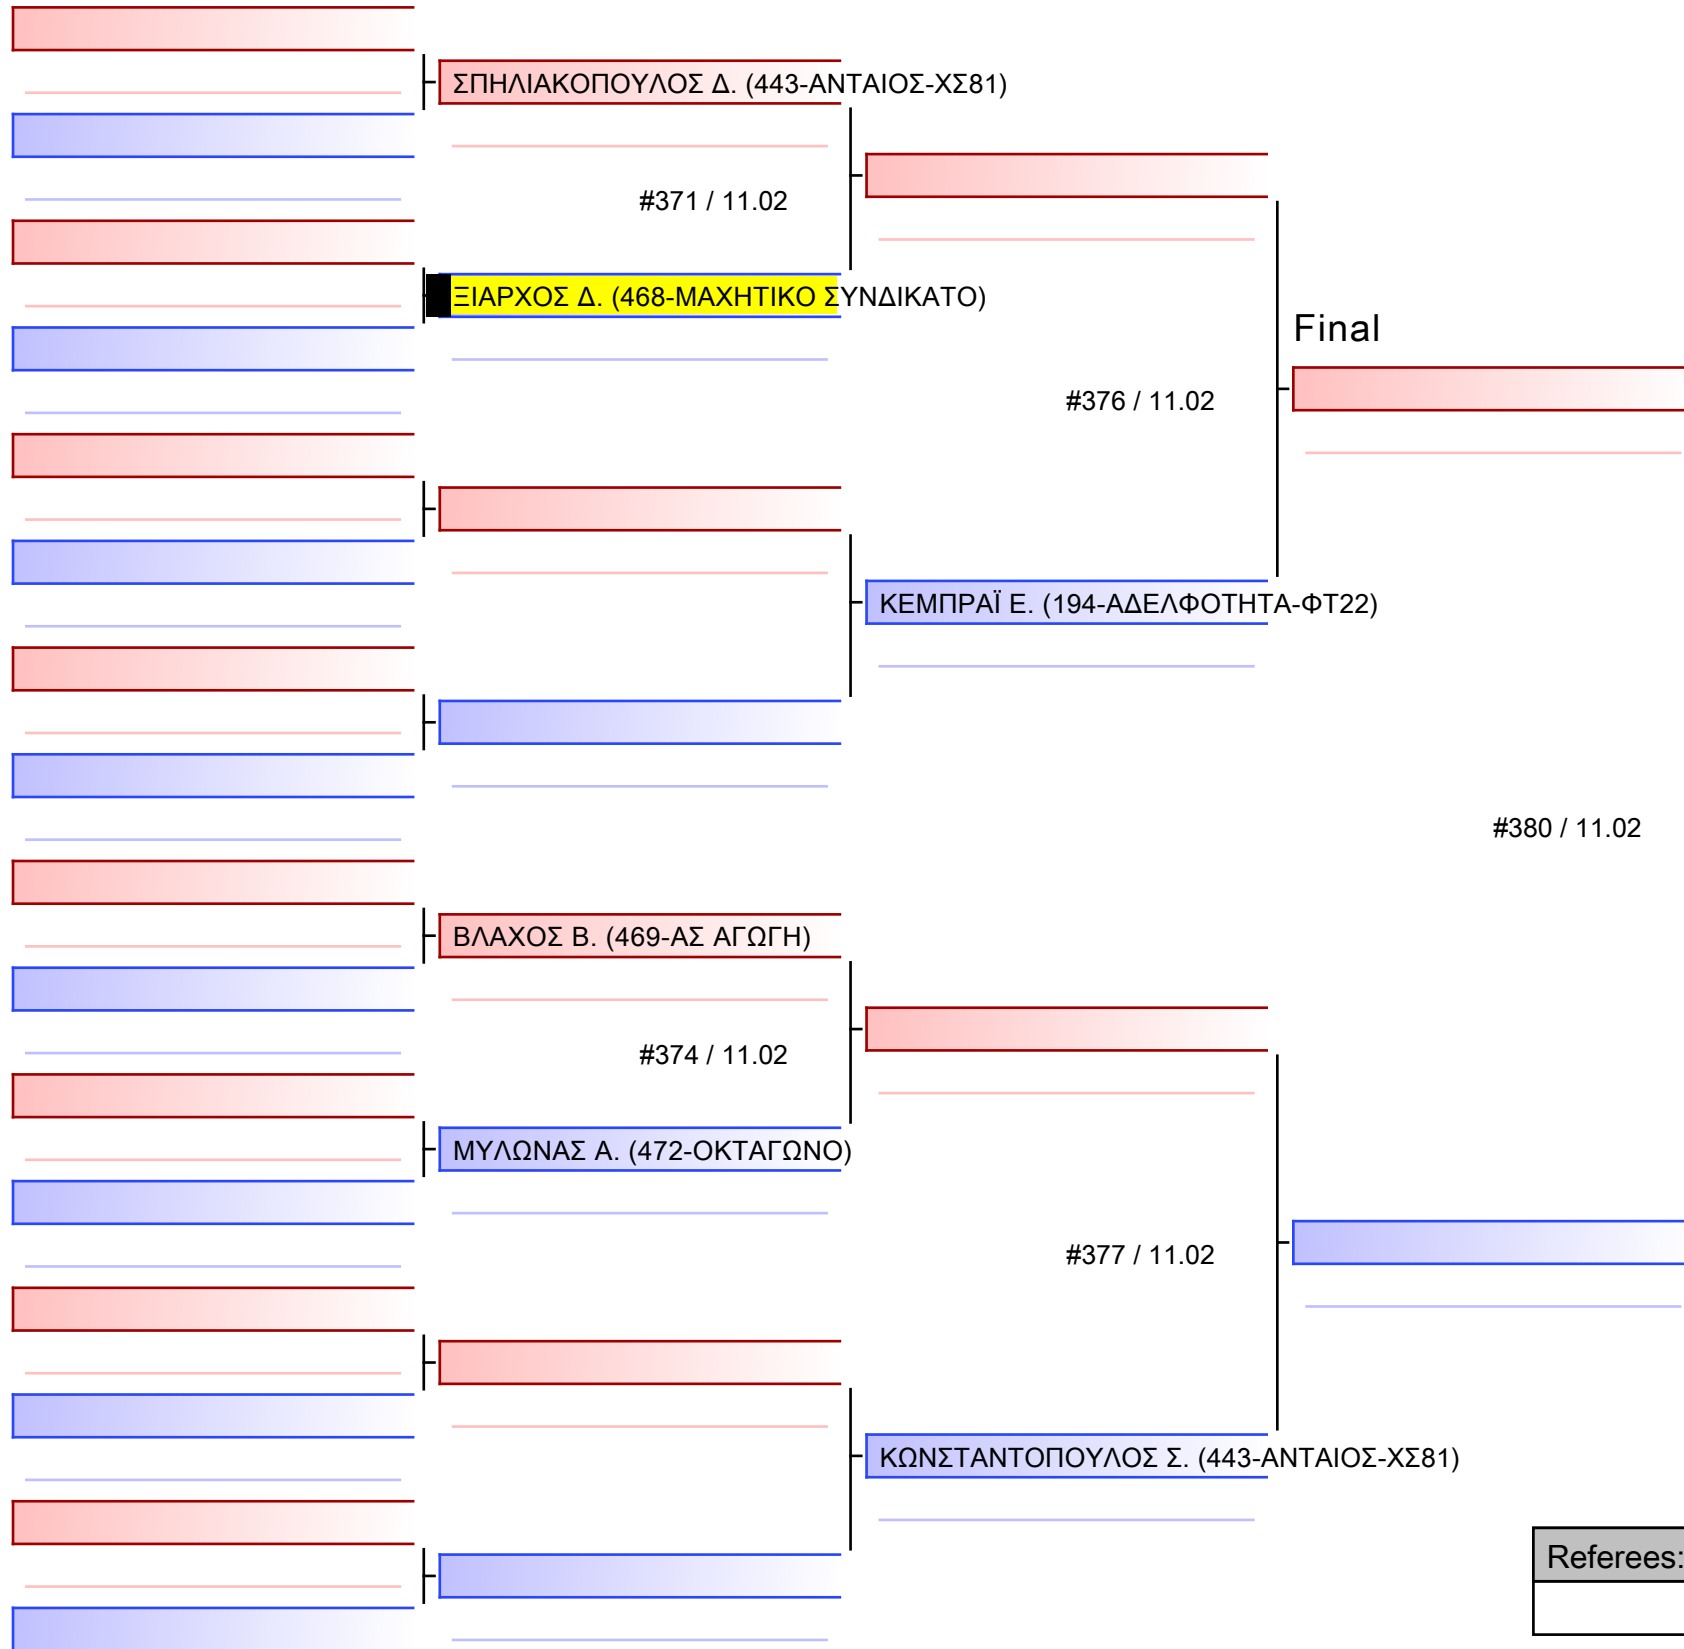 ΣΠΗΛΙΑΚΟΠΟΥΛΟΣ Δ. (443-ΑΝΤΑΙΟΣ-ΧΣ81)
#371 / 11.02
ΞΙΑΡΧΟΣ Δ. (468-ΜΑΧΗΤΙΚΟ ΣΥΝΔΙΚΑΤΟ)
Final
#376 / 11.02
ΚΕΜΠΡΑΪ Ε. (194-ΑΔΕΛΦΟΤΗΤΑ-ΦΤ22)
#380 / 11.02
ΒΛΑΧΟΣ Β. (469-ΑΣ ΑΓΩΓΗ)
#374 / 11.02
ΜΥΛΩΝΑΣ Α. (472-ΟΚΤΑΓΩΝΟ)
#377 / 11.02
ΚΩΝΣΤΑΝΤΟΠΟΥΛΟΣ Σ. (443-ΑΝΤΑΙΟΣ-ΧΣ81)
Referees: